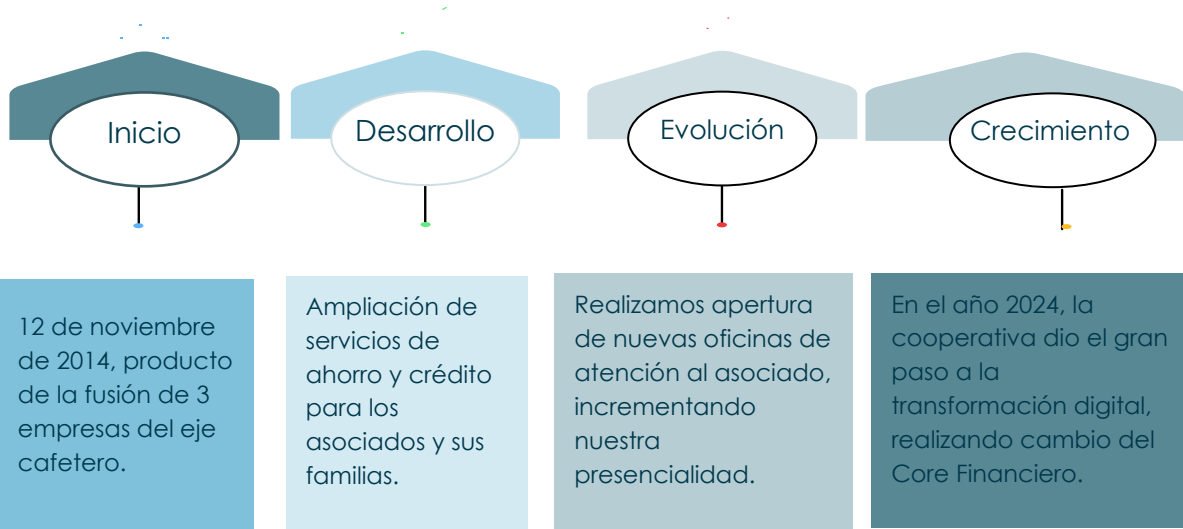 Inicio
Desarrollo
Evolución
Crecimiento
12 de noviembre
de 2014, producto
de la fusión de 3
empresas del eje
cafetero.
Ampliación de
servicios de
ahorro y crédito
para los
asociados y sus
familias.
Realizamos apertura
de nuevas oficinas de
atención al asociado,
incrementando
nuestra
presencialidad.
En el año 2024, la
cooperativa dio el gran
paso a la
transformación digital,
realizando cambio del
Core Financiero.